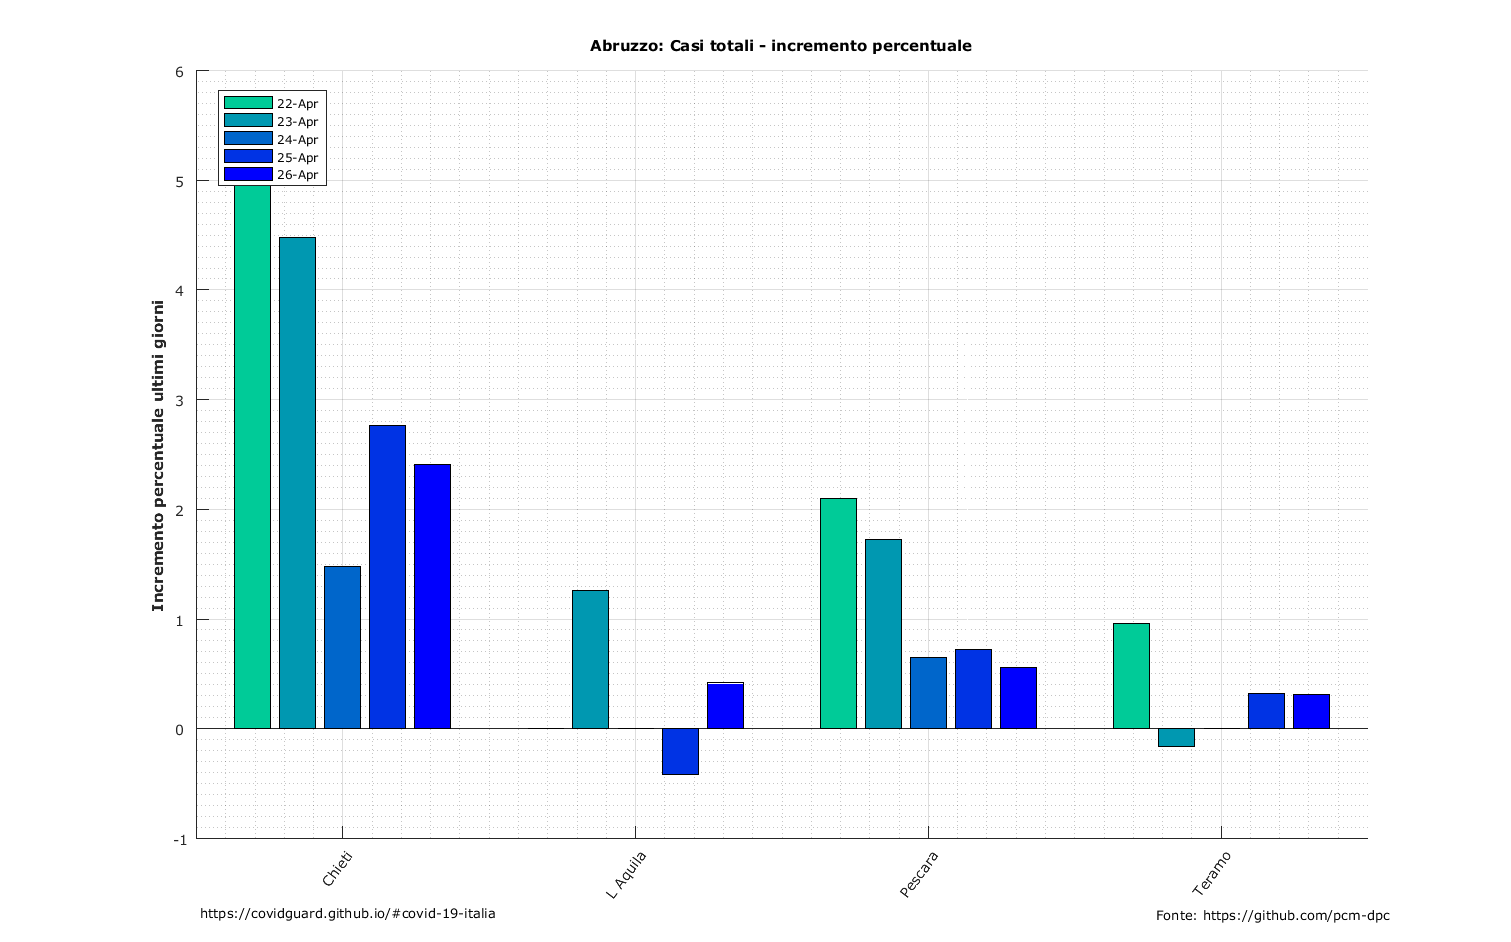 Abruzzo: Casi totali - incremento percentuale
6
5
4
3
2
1
0
-1
Incremento percentuale ultimi giorni
22-Apr
23-Apr
24-Apr
25-Apr
26-Apr
Chieti
L Aquila
Pescara
Teramo
https://covidguard.github.io/#covid-19-italia
Fonte: https://github.com/pcm-dpc